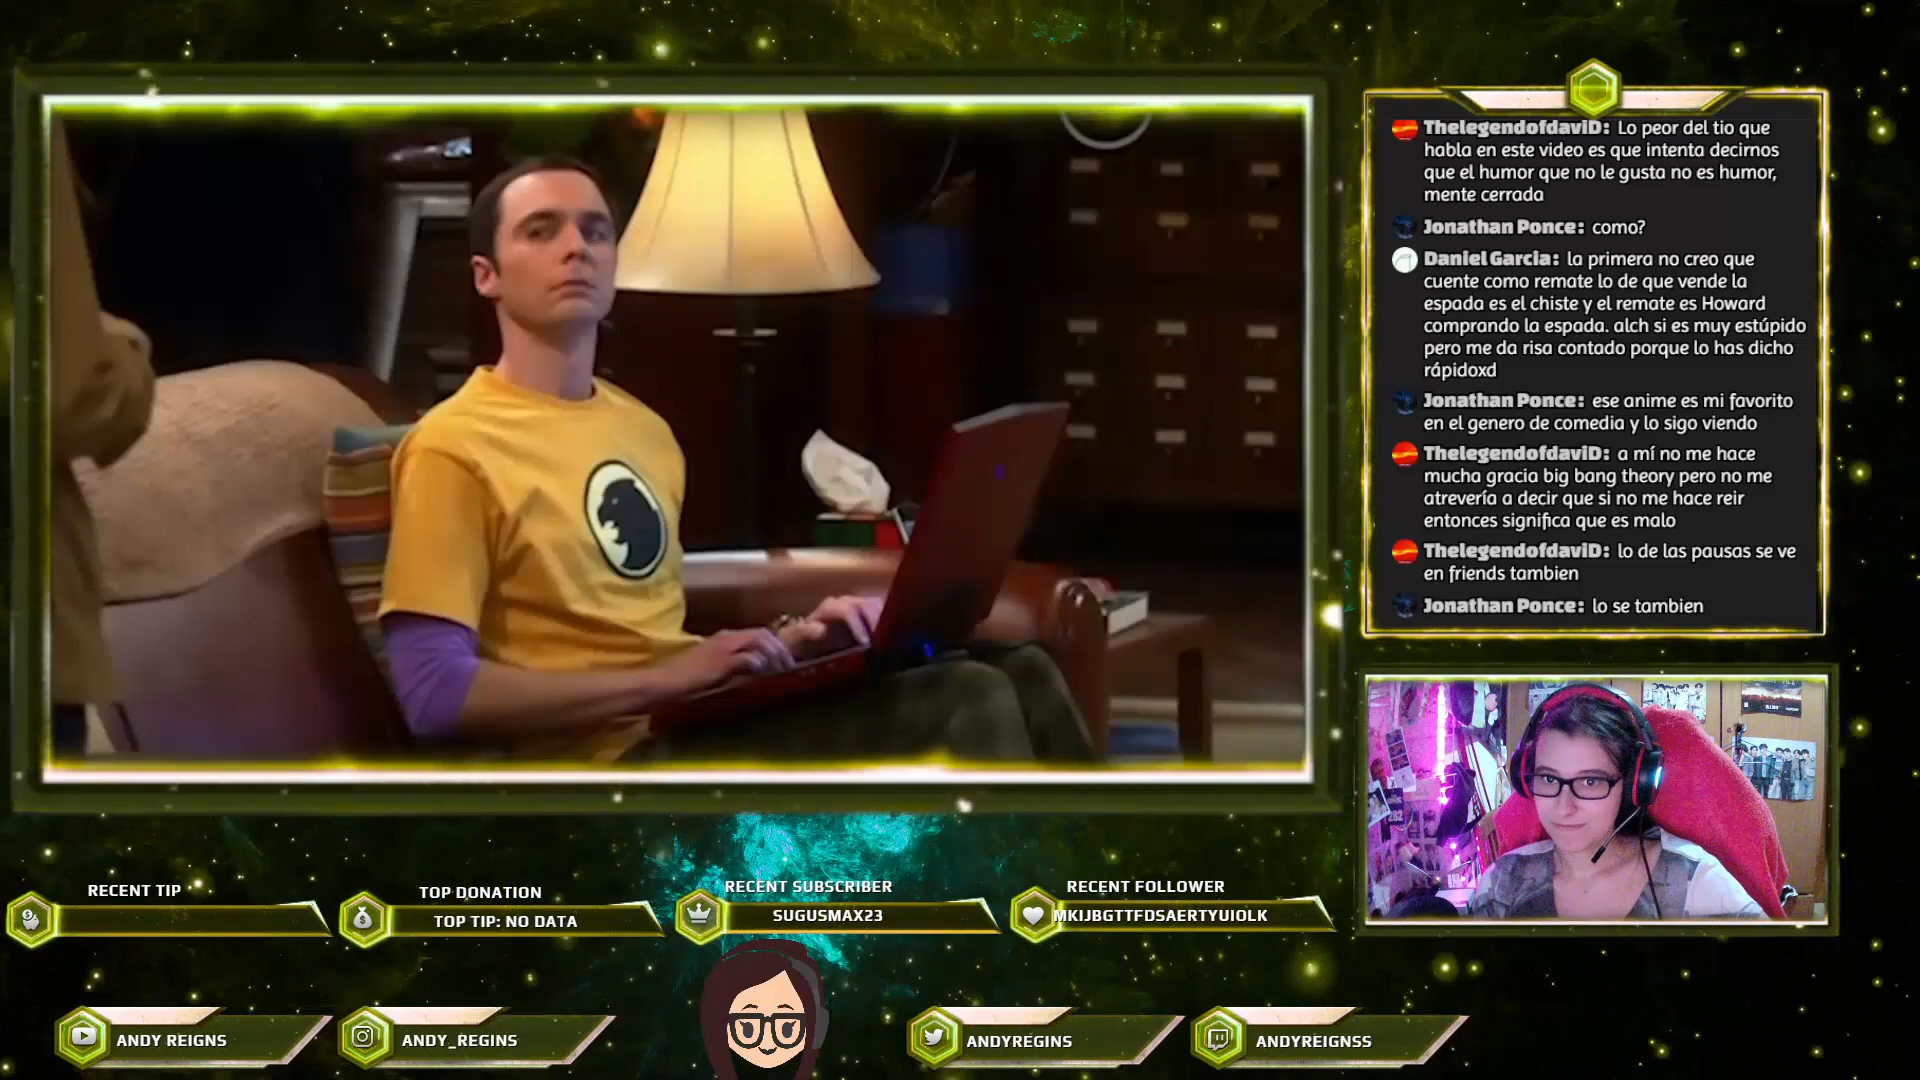 ThelegendofdaviD: Lo peor del tio que
habla en este video es que intenta decirnos
que el humor que no le gusta no es humor,
mente cerrada
Jonathan Ponce: como?
Daniel Garcia: la primera no creo que
cuente como remate lo de que vende la
espada es el chiste y el remate es Howard
comprando la espada. alch si es muy estúpido
pero me da risa contado porque lo has dicho
rápidoxd
Jonathan Ponce: ese anime es mi favorito
en el genero de comedia y lo sigo viendo
ThelegendofdaviD: a mí no me hace
mucha gracia big bang theory pero no me
atrevería a decir que si no me hace reir
entonces significa que es malo
ThelegendofdaviD: lo de las pausas se ve
en friends tambien
Jonathan Ponce: lo se tambien
RECENT TIP
TOP DONATION
TOP TIP: NO DATA
RECENT SUBSCRIBER
SUGUSMAX23
RECENT FOLLOWER
MKIJBGTTFDSAERTYUIOLK
ANDY REIGNS
ANDY_REGINS
ANDYREGINS
ANDYREIGNSS